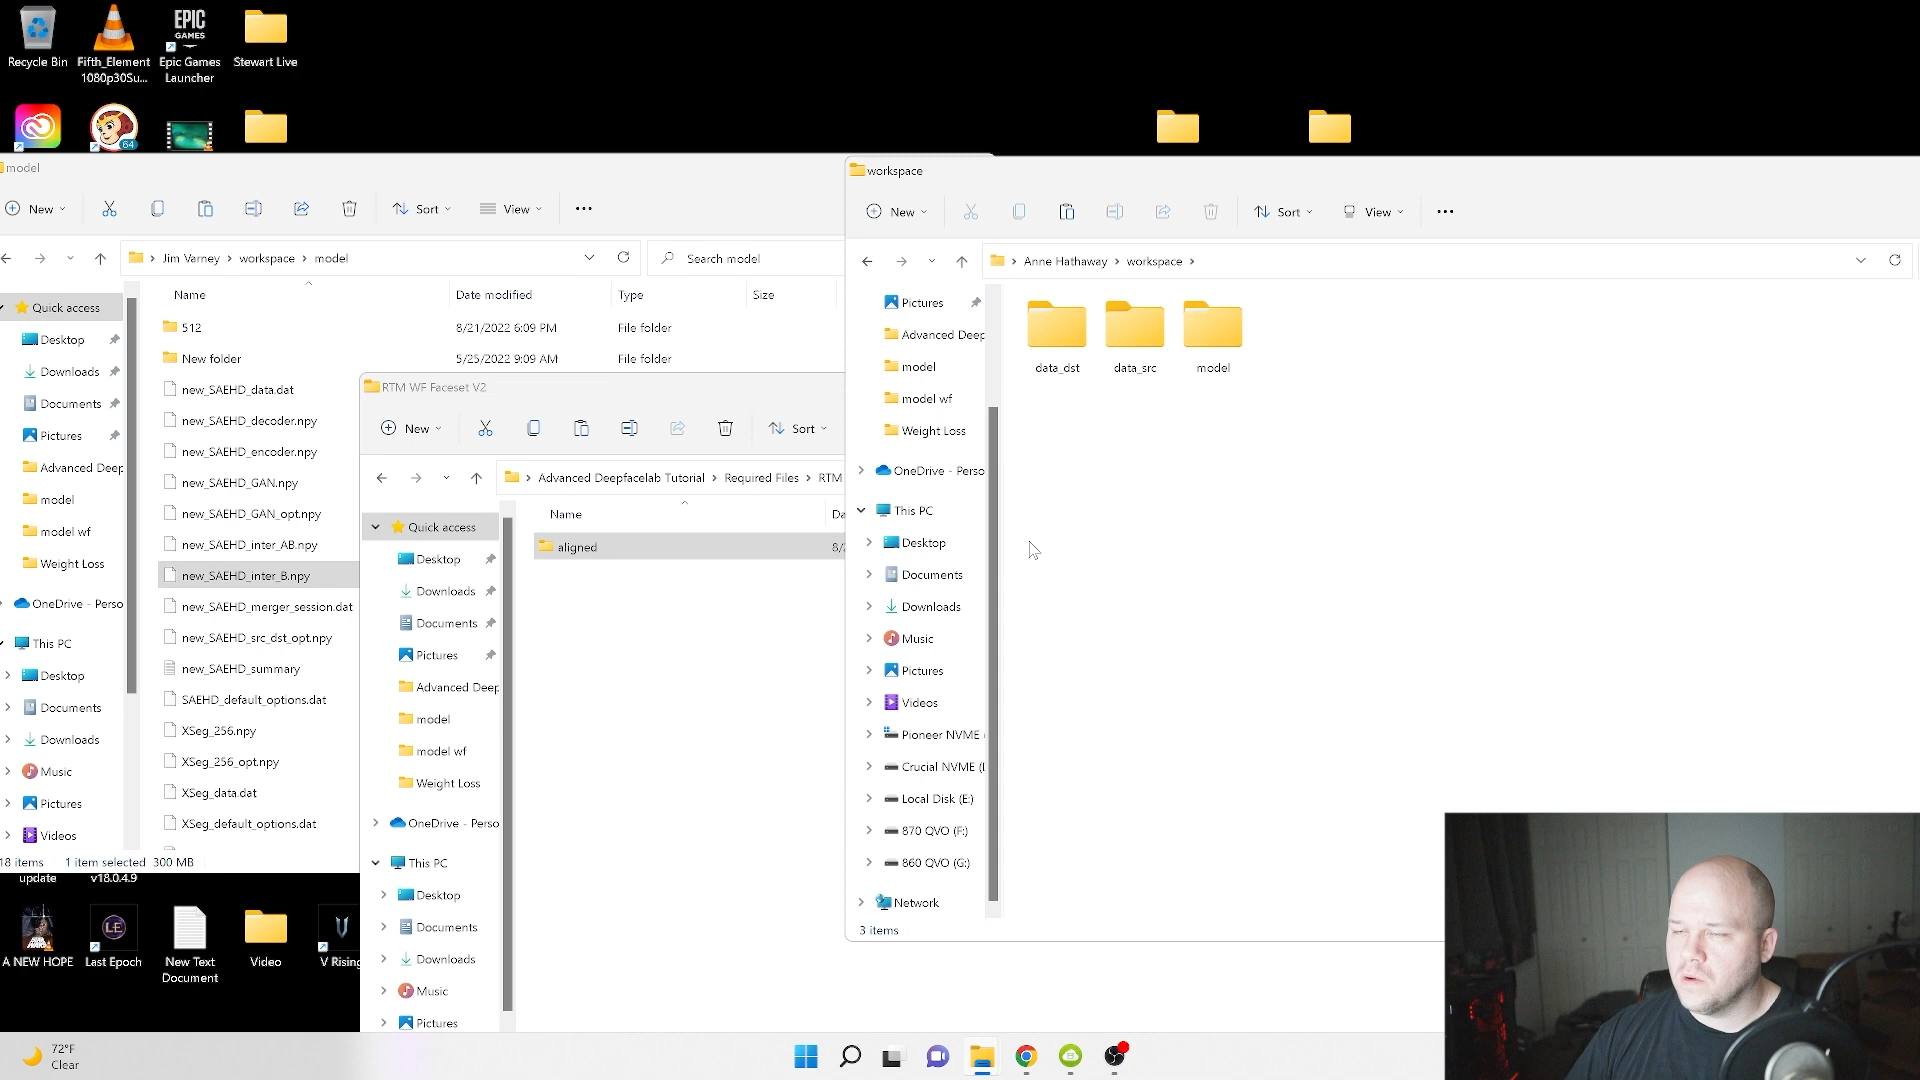 Recycle Bin
Fifth_Element
1080p30Su...
EPIC
GAMES
Epic Games
Launcher
Stewart Live
64
model
New
Sort
View
Jim Varney
workspace
model
Search model
Name
Date modified
Type
Size
Quick access
Desktop
Downloads
Documents
Pictures
Advanced Deep
model
model wf
Weight Loss
OneDrive - Perso
This PC
Desktop
Documents
Downloads
Music
Pictures
Videos
512
8/21/2022 6:09 PM
File folder
New folder
5/25/2022 9:09 AM
File folder
new_SAEHD_data.dat
new_SAEHD_decoder.npy
new_SAEHD_encoder.npy
new_SAEHD_GAN.npy
new_SAEHD_GAN_opt.npy
new_SAEHD_inter_AB.npy
new_SAEHD_inter_B.npy
new_SAEHD_merger_session.dat
new_SAEHD_src_dst_opt.npy
new_SAEHD_summary
SAEHD_default_options.dat
XSeg_256.npy
XSeg_256_opt.npy
XSeg_data.dat
XSeg_default_options.dat
18 items
1 item selected
300 MB
RTM WF Faceset V2
New
Sort
Advanced Deepfacelab Tutorial
Required Files
RTM
Name
Da
aligned
8/
Quick access
Desktop
Downloads
Documents
Pictures
Advanced Deep
model
model wf
Weight Loss
OneDrive - Perso
This PC
Desktop
Documents
Downloads
Music
Pictures
workspace
New
Sort
View
Anne Hathaway
workspace
Pictures
Advanced Deep
model
model wf
Weight Loss
OneDrive - Perso
This PC
Desktop
Documents
Downloads
Music
Pictures
Videos
Pioneer NVME
Crucial NVME (
Local Disk (E:)
870 QVO (F:)
860 QVO (G:)
Network
data_dst
data_src
model
3 items
update
v18.0.4.9
A NEW HOPE
LE
Last Epoch
New Text
Document
Video
V Rising
72°F
Clear